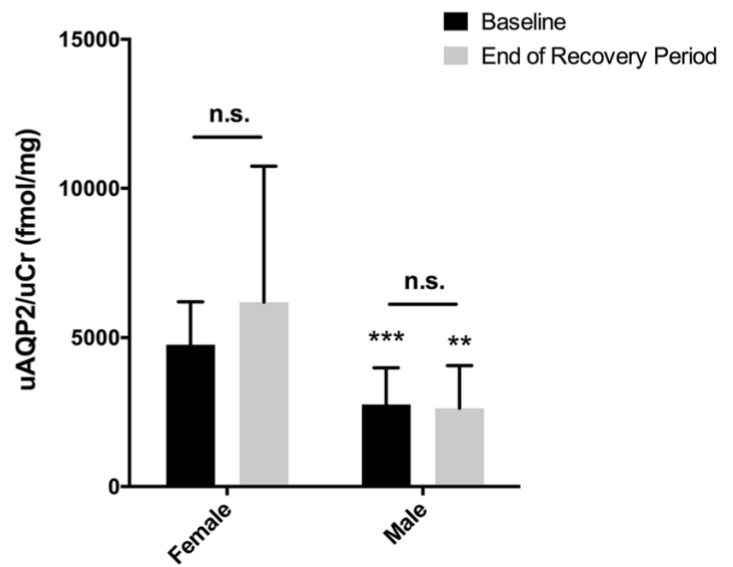 Baseline
End of Recovery Period
uAQP2/uCr (fmol/mg)
15000
10000
5000
0
n.s.
n.s.
***
**
Female
Male